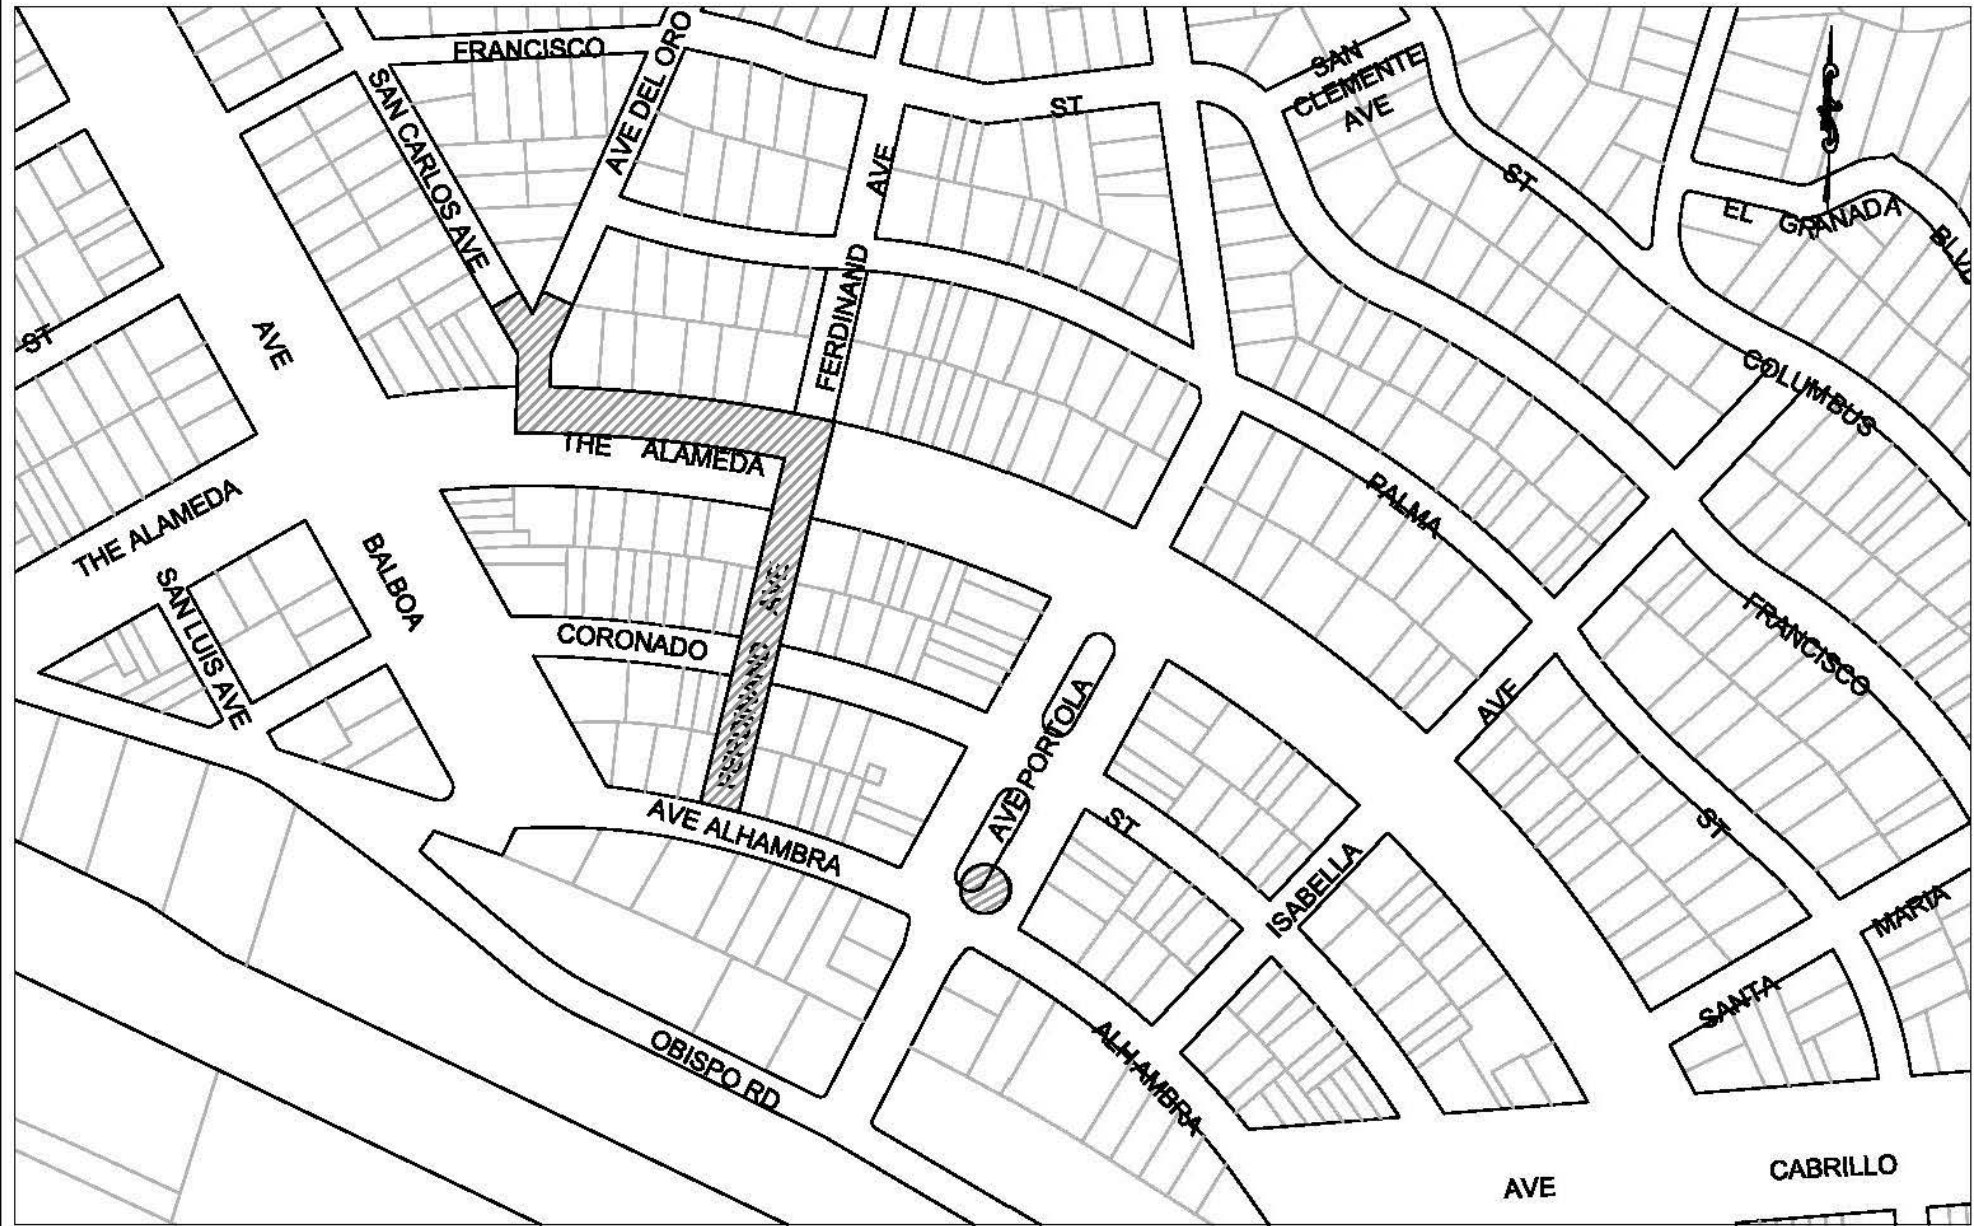 FRANCISCO
AVE DEL ORO
SAN CARLOS AVE
ST
SAN
CLEMENTE
AVE
AVE
ST
EL GRANADA
BLVD
FERDINAND
ST
AVE
COLUMBUS
THE ALAMEDA
PALMA
THE ALAMEDA
BALBOA
SAN LUIS AVE
AVE
FERDINAND
CORONADO
FRANCISCO
AVE PORTOLA
AVE
AVE ALHAMBRA
ST
ST
ISABELLA
MARIA
SANTA
OBISPO RD
ALHAMBRA
AVE
CABRILLO